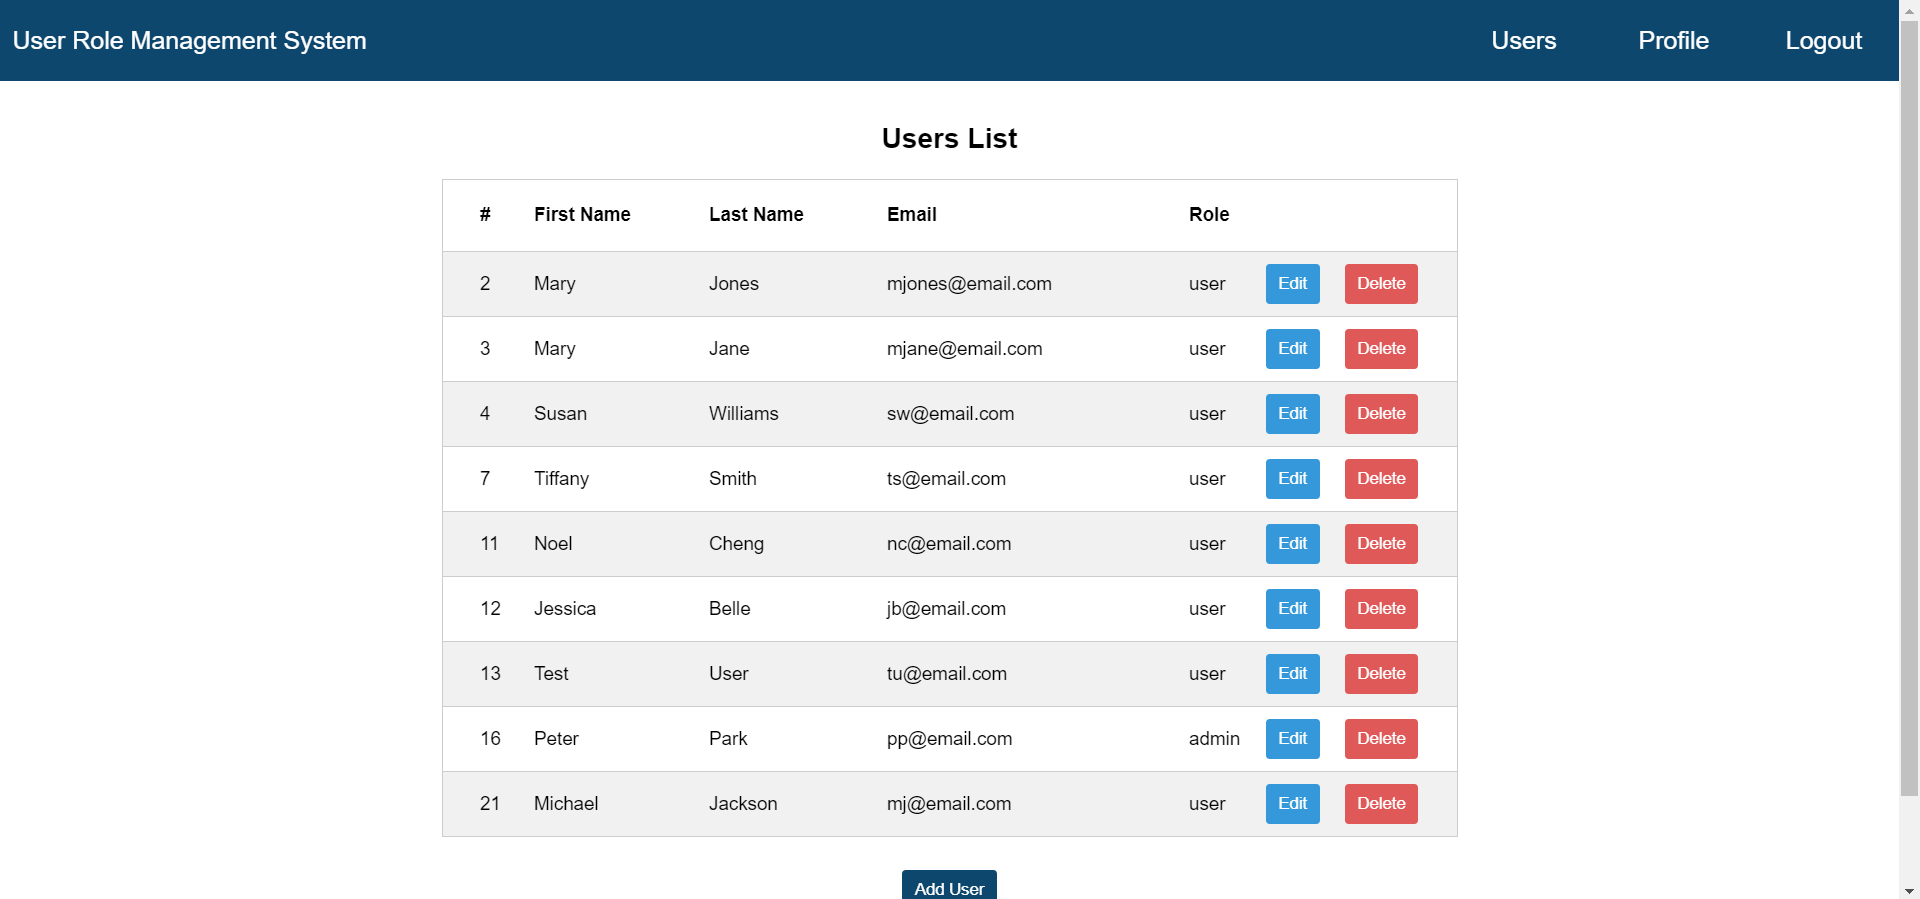 User Role Management System Users Profile Logout
Users List
# First Name Last Name Email Role
2 Mary Jones mjones@email.com user Edit Delete
3 Mary Jane mjane@email.com user Edit Delete
4 Susan Williams sw@email.com user Edit Delete
7 Tiffany Smith ts@email.com user Edit Delete
11 Noel Cheng nc@email.com user Edit Delete
12 Jessica Belle jb@email.com user Edit Delete
13 Test User tu@email.com user Edit Delete
16 Peter Park pp@email.com admin Edit Delete
21 Michael Jackson mj@email.com user Edit Delete
Add User